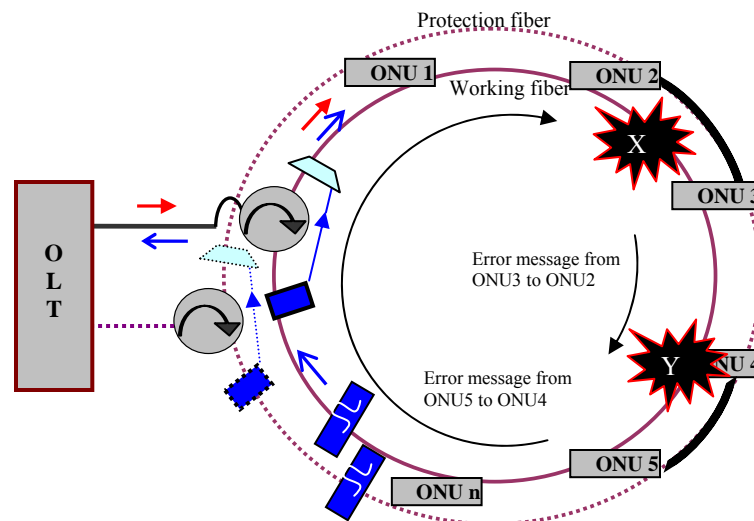 Protection fiber
ONU 1
ONU 2
Working fiber
X
ONU 3
O
L
T
Error message from
ONU3 to ONU2
Y
NU 4
Error message from
ONU5 to ONU4
ONU 5
ONU n